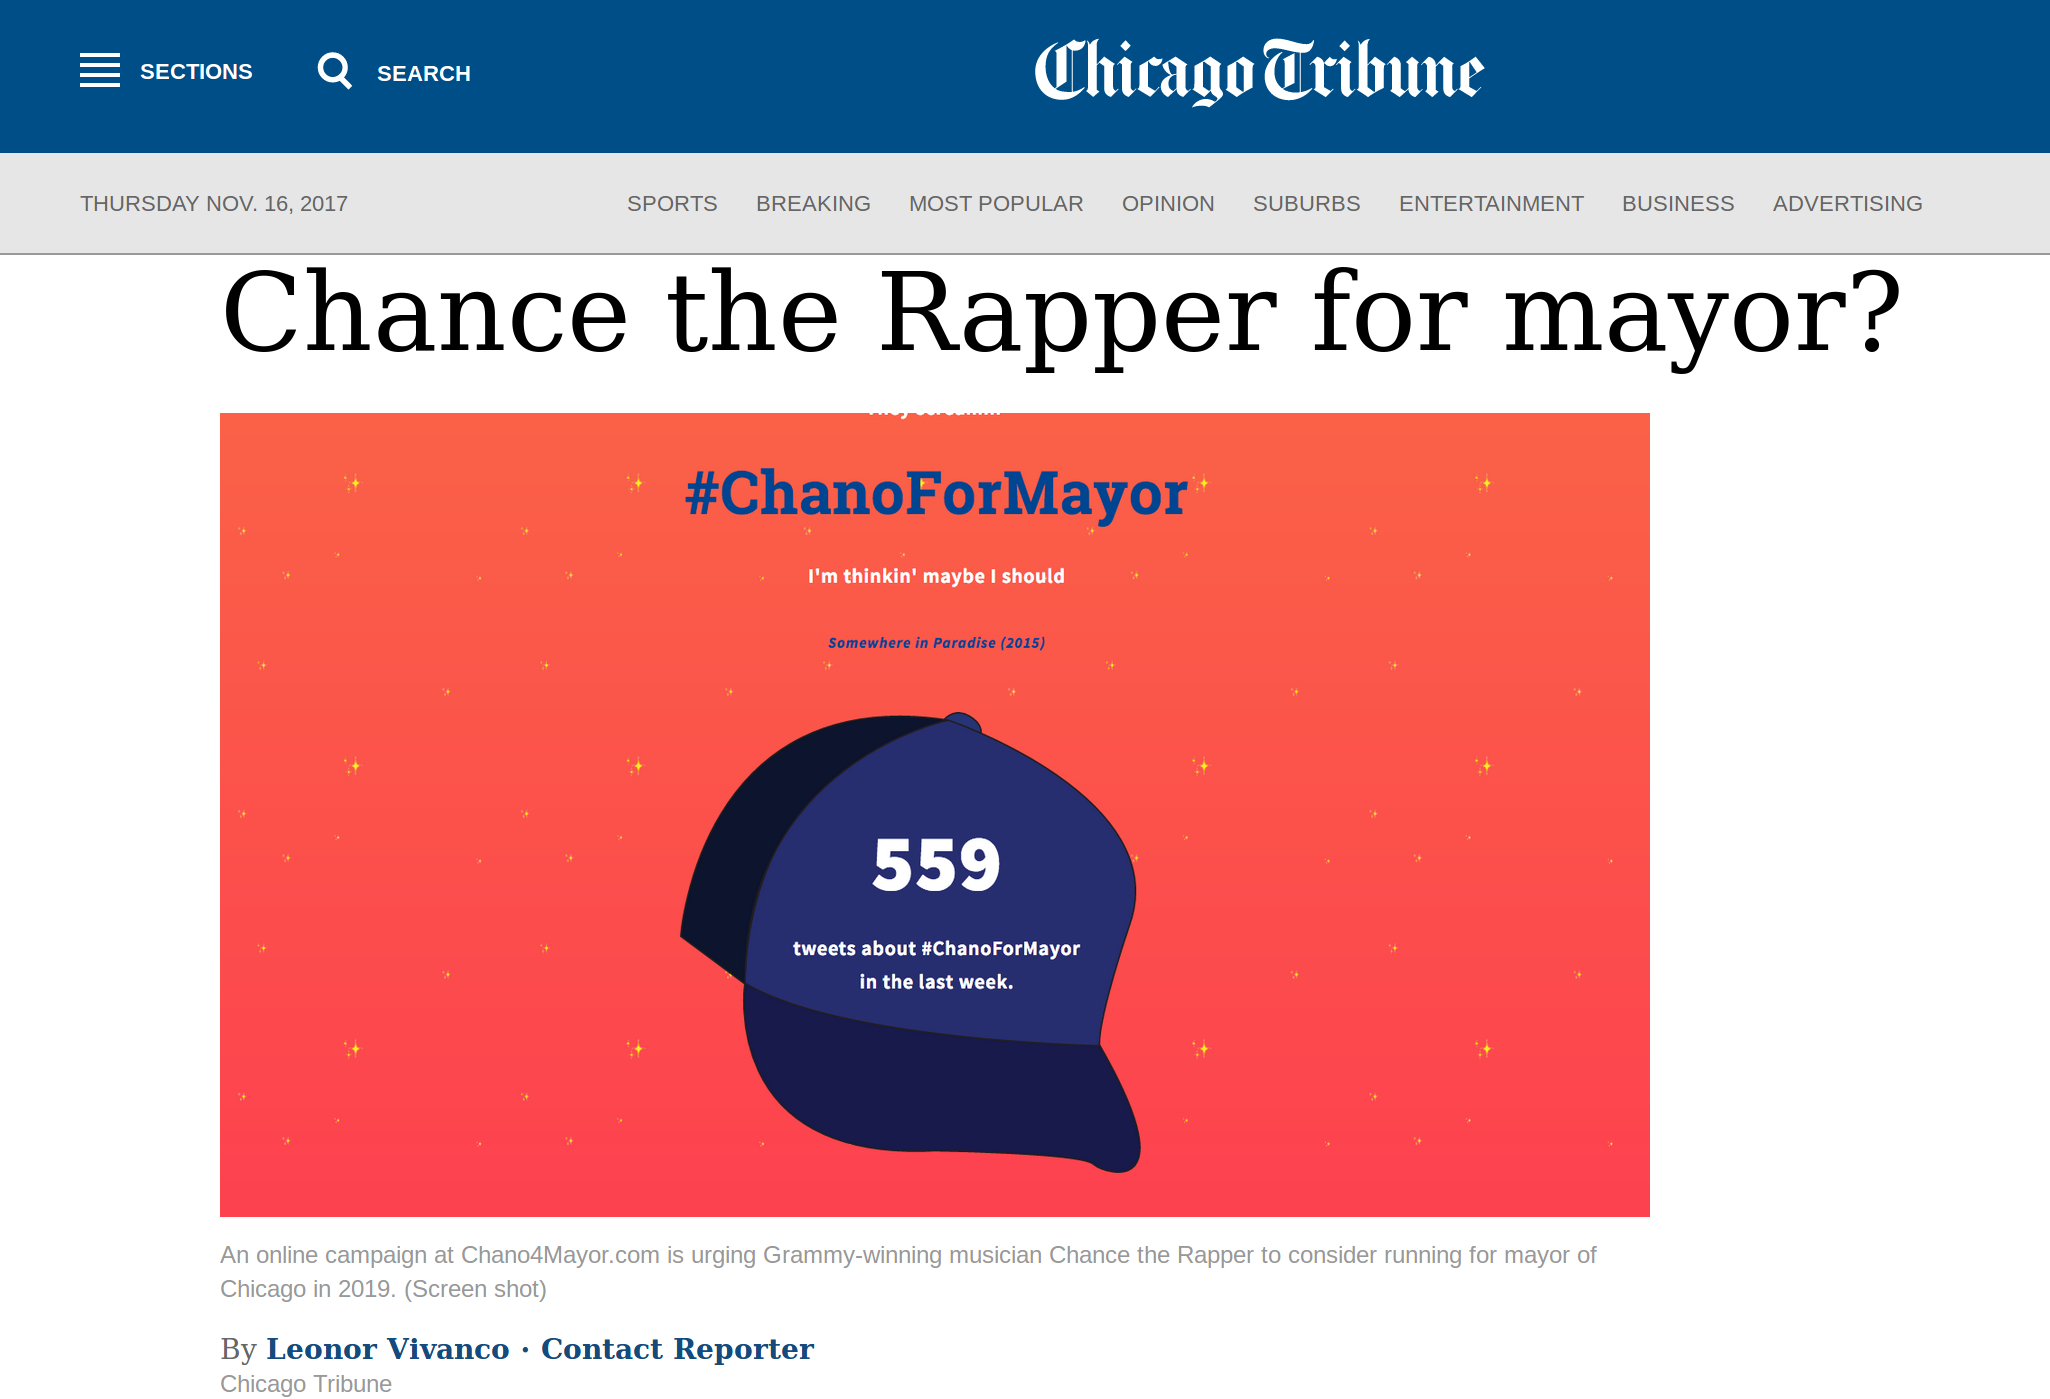 SECTIONS
SEARCH
Chicago Tribune
THURSDAY NOV. 16, 2017
SPORTS BREAKING MOST POPULAR OPINION SUBURBS ENTERTAINMENT BUSINESS ADVERTISING
Chance the Rapper for mayor?
#ChanoForMayor
I'm thinkin' maybe I should
Somewhere in Paradise (2015)
559
tweets about #ChanoForMayor
in the last week.
An online campaign at Chano4Mayor.com is urging Grammy-winning musician Chance the Rapper to consider running for mayor of
Chicago in 2019. (Screen shot)
By Leonor Vivanco · Contact Reporter
Chicago Tribune